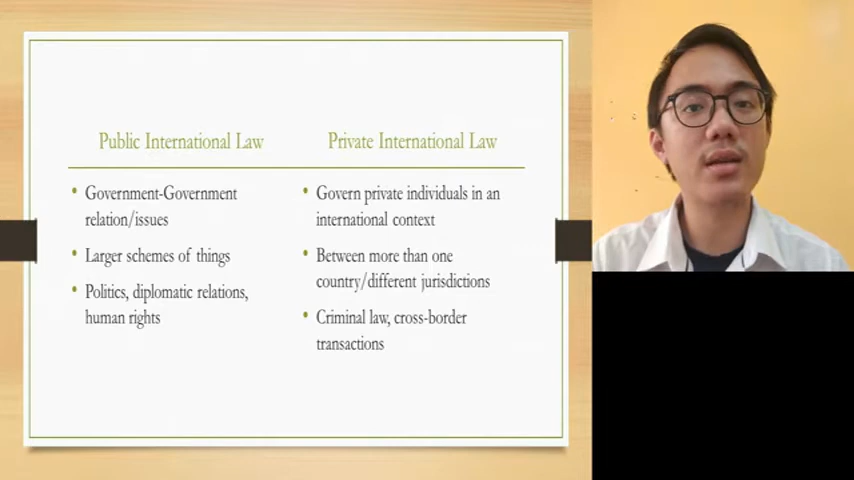 Public International Law
Government-Government
relation/issues
Larger schemes of things
Politics, diplomatic relations,
human rights
Private International Law
Govern private individuals in an
international context
Between more than one
country/different jurisdictions
Criminal law, cross-border
transactions